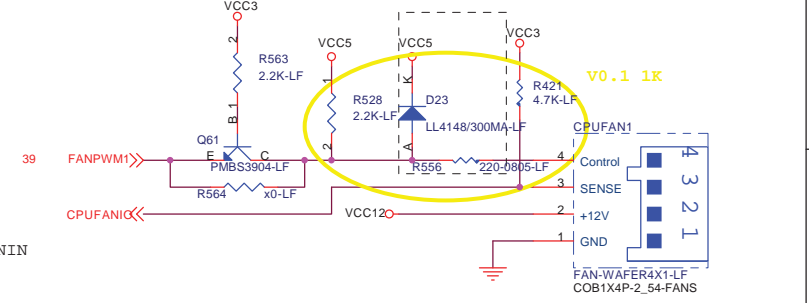 VCC3
2
R563
2.2K-LF
1
B
Q61
E
C
PMBS3904-LF
39
FANPWM1
R564
x0-LF
CPUFANIO
VCC5
1
R528
2.2K-LF
2
VCC5
K
D23
LL4148/300MA-LF
A
R556
220-0805-LF
VCC3
R421
4.7K-LF
V0.1 1K
CPUFAN1
4
Control
3
SENSE
VCC12
2
+12V
1
GND
4
3
2
1
FAN-WAFER4X1-LF
COB1X4P-2_54-FANS
NIN